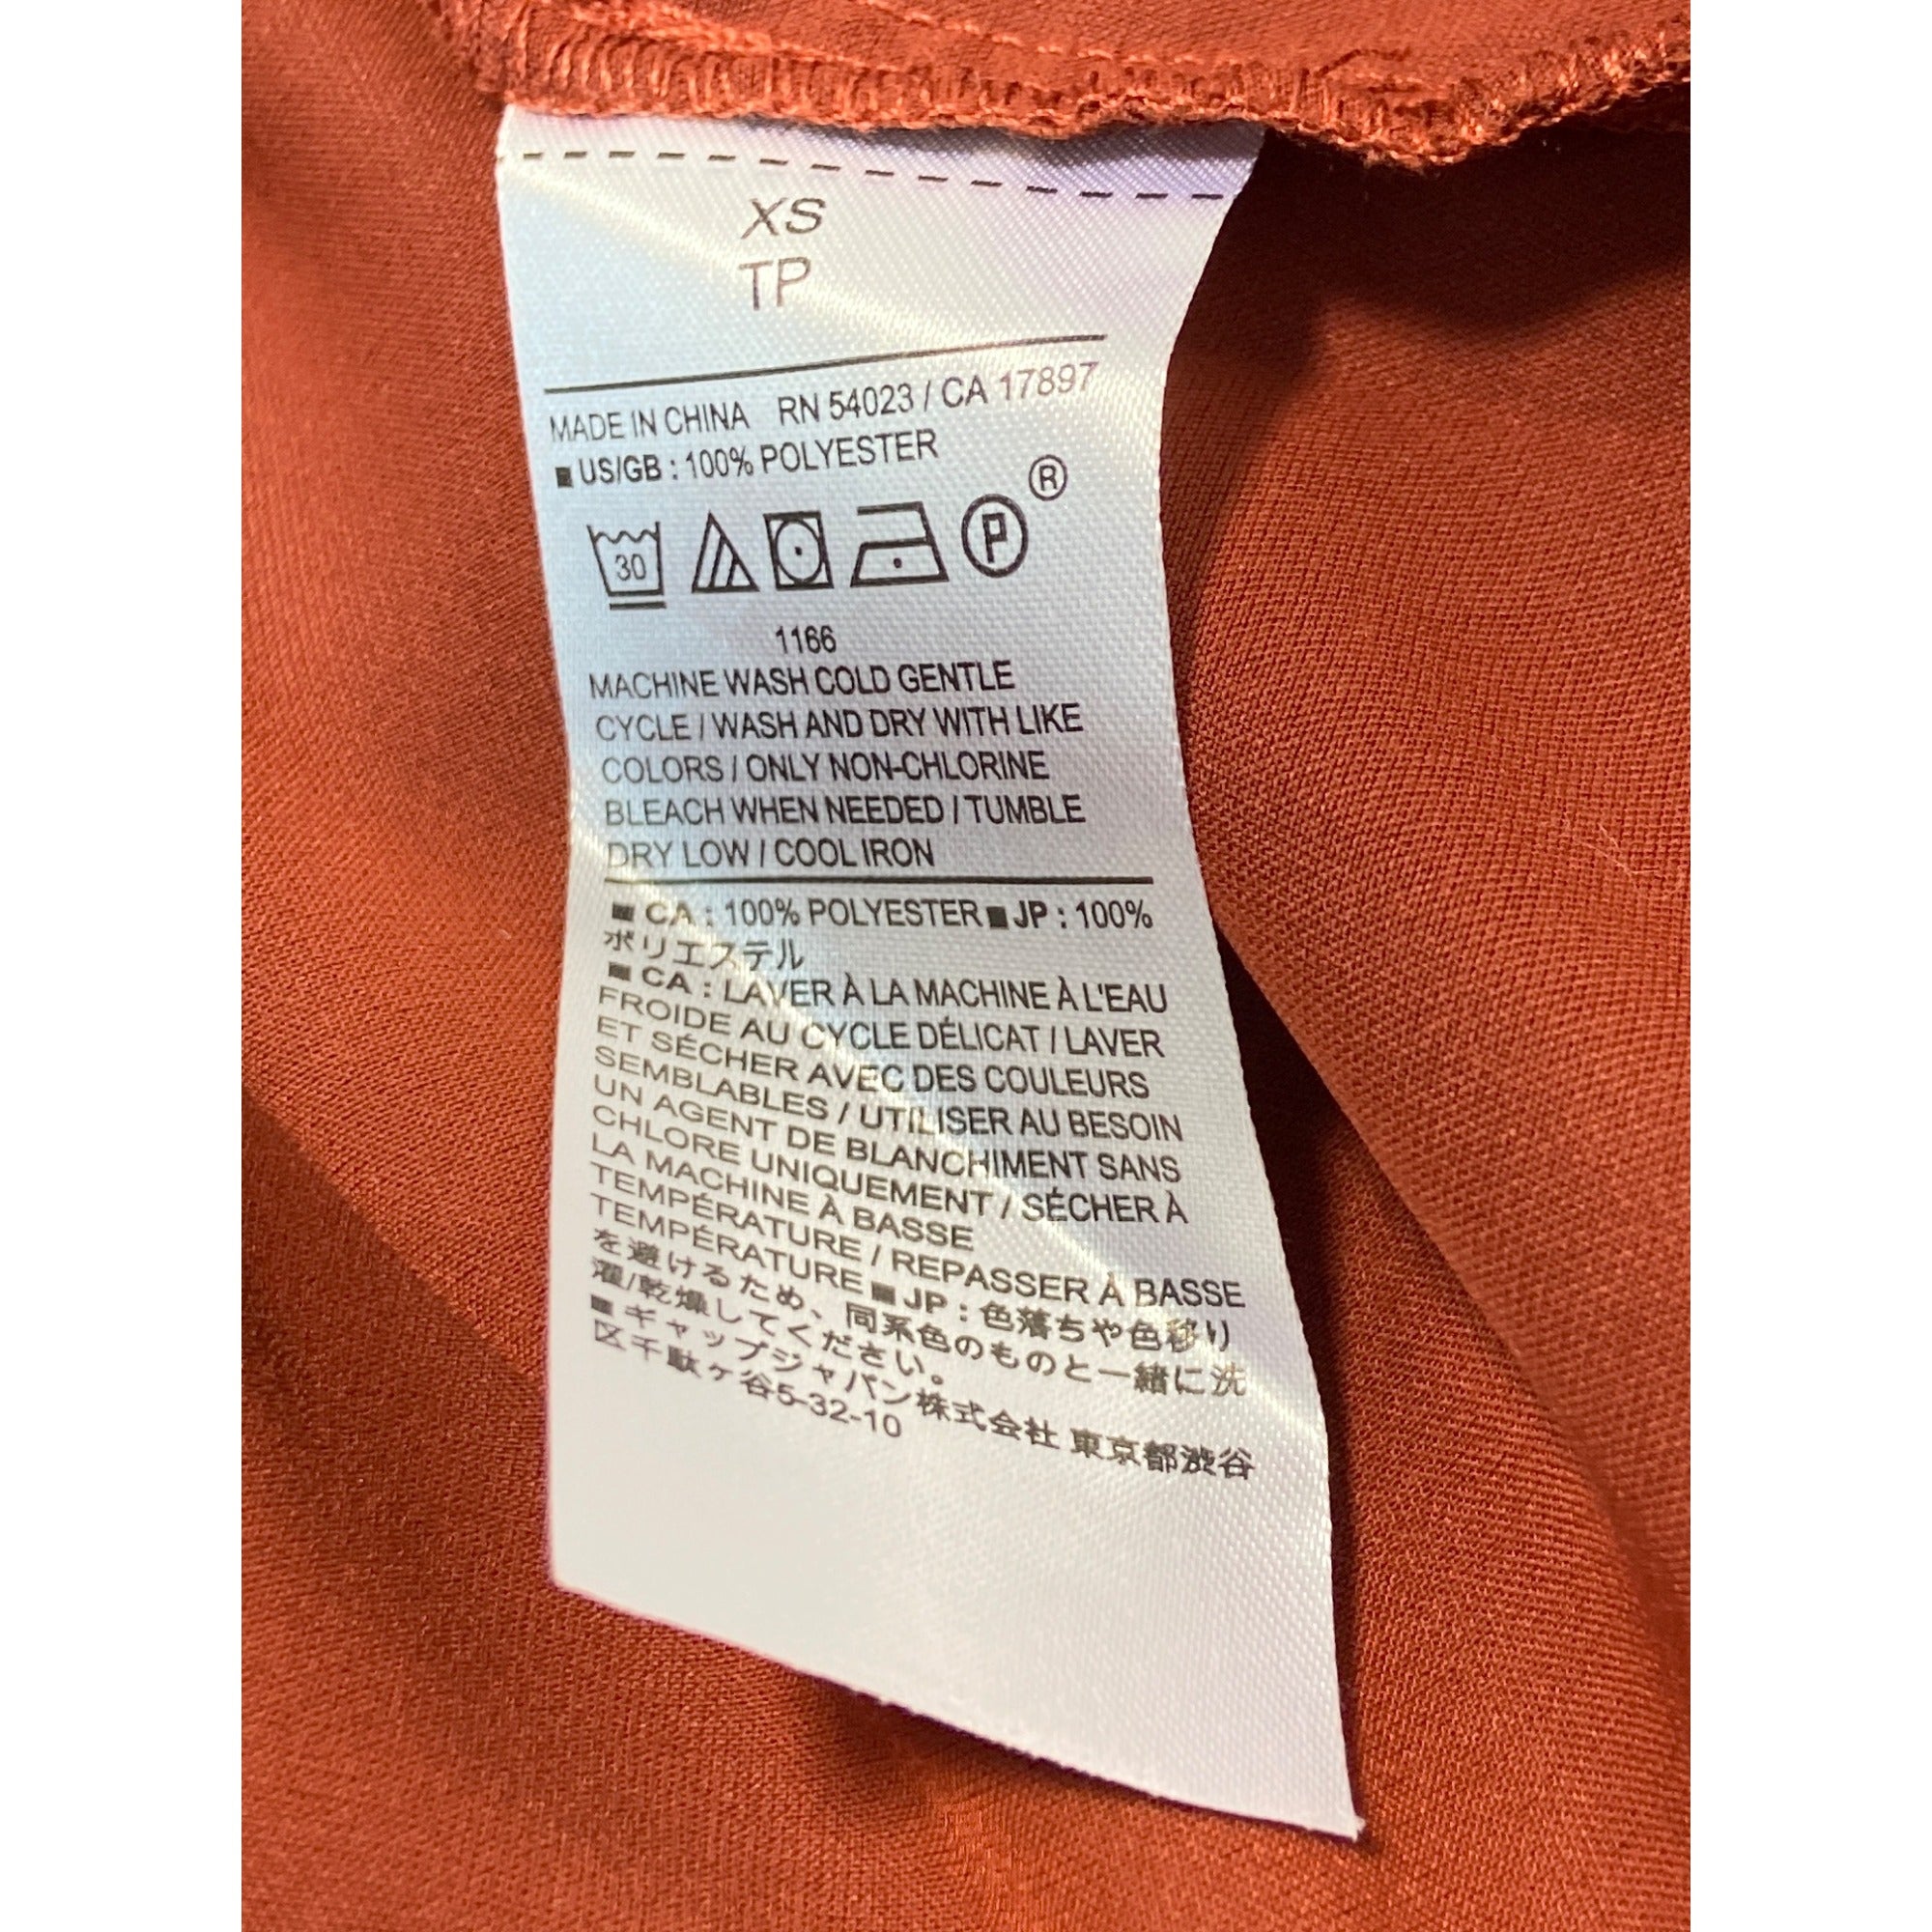 XS
TP
MADE IN CHINA RN 54023 / CA 17897
■ US/GB : 100% POLYESTER
30 P ®
1166
MACHINE WASH COLD GENTLE
CYCLE / WASH AND DRY WITH LIKE
COLORS / ONLY NON-CHLORINE
BLEACH WHEN NEEDED / TUMBLE
DRY LOW / COOL IRON
■ CA : 100% POLYESTER ■ JP : 100%
ポリエステル
■ CA : LAVER À LA MACHINE À L'EAU
FROIDE AU CYCLE DÉLICAT / LAVER
ET SÉCHER AVEC DES COULEURS
SEMBLABLES / UTILISER AU BESOIN
UN AGENT DE BLANCHIMENT SANS
CHLORE UNIQUEMENT / SÉCHER À
LA MACHINE À BASSE
TEMPÉRATURE / REPASSER À BASSE
TEMPÉRATURE ■ JP : 色落ちや色移り
を避けるため、同系色のものと一緒に洗
濯/乾燥してください。
■ ギャップジャパン株式会社 東京都渋谷
区千駄ヶ谷5-32-10